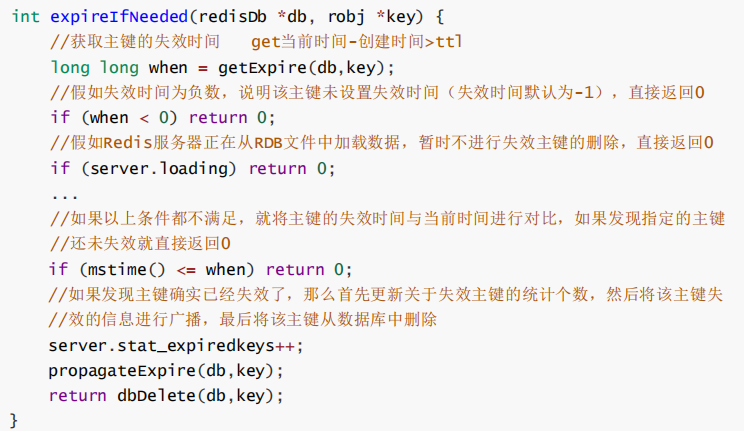 int expireIfNeeded(redisDb *db, robj *key) {
//获取主键的失效时间 get当前时间-创建时间>ttl
long long when = getExpire(db,key);
//假如失效时间为负数，说明该主键未设置失效时间（失效时间默认为-1），直接返回0
if (when < 0) return 0;
//假如Redis服务器正在从RDB文件中加载数据，暂时不进行失效主键的删除，直接返回0
if (server.loading) return 0;
...
//如果以上条件都不满足，就将主键的失效时间与当前时间进行对比，如果发现指定的主键
//还未失效就直接返回0
if (mstime() <= when) return 0;
//如果发现主键确实已经失效了，那么首先更新关于失效主键的统计个数，然后将该主键失
//效的信息进行广播，最后将该主键从数据库中删除
server.stat_expiredkeys++;
propagateExpire(db,key);
return dbDelete(db,key);
}